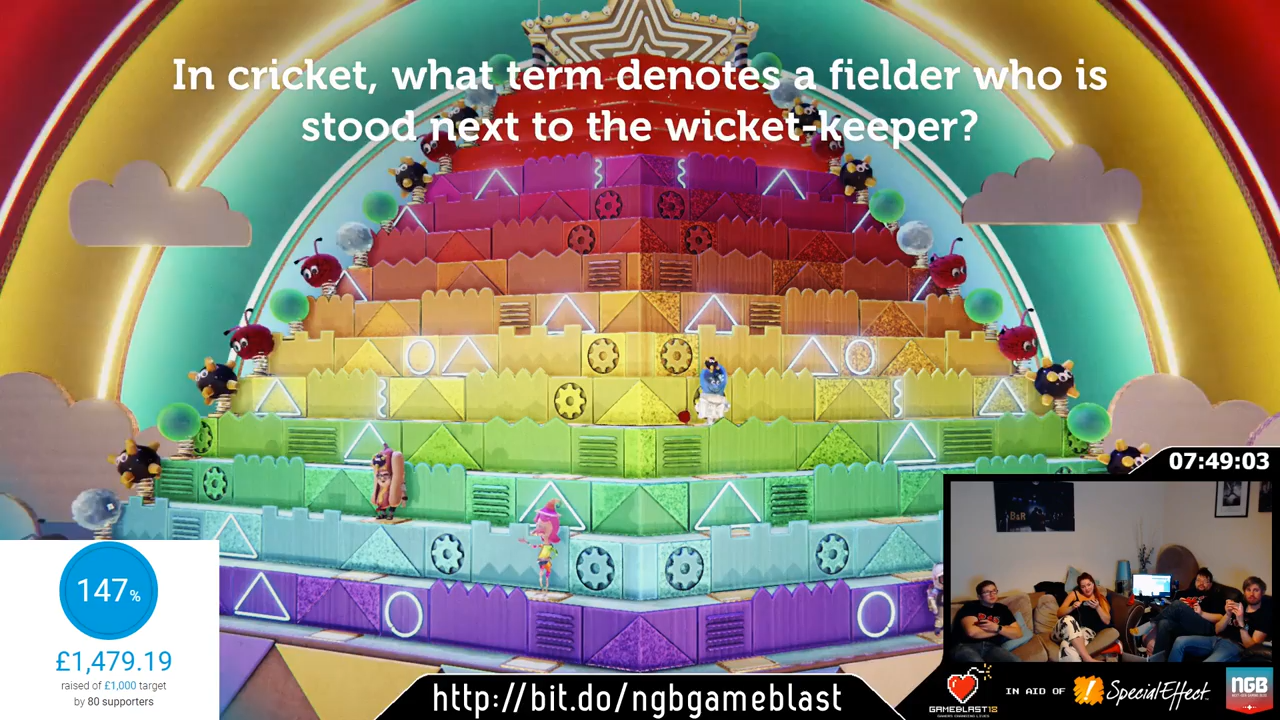 In cricket, what term denotes a fielder who is
stood next to the wicket-keeper?
07:49:03
147%
£1,479.19
raised of £1,000 target
by 80 supporters
http://bit.do/ngbgameblast
GAMEBLAST18
IN AID OF
SpecialEffect
NGB